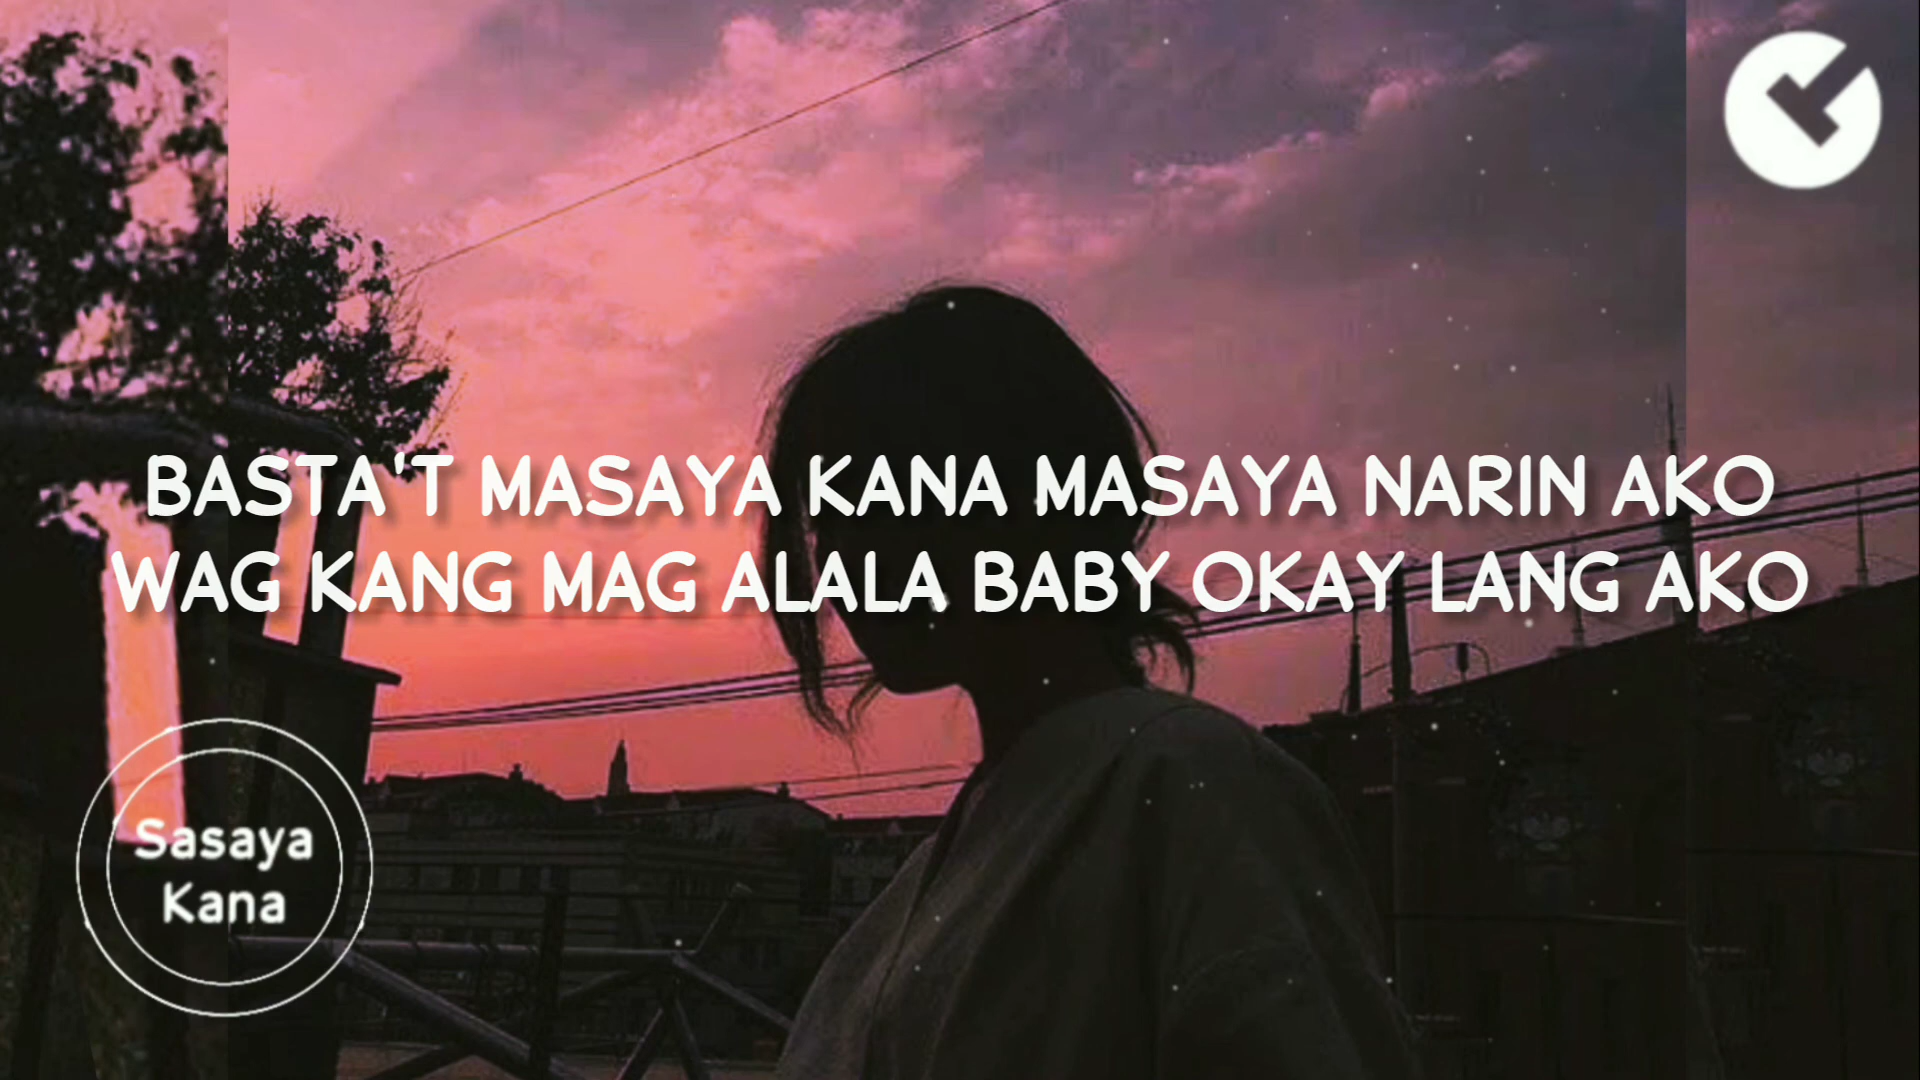 BASTA'T MASAYA KANA MASAYA NARIN AKO
WAG KANG MAG ALALA BABY OKAY LANG AKO
Sasaya
Kana